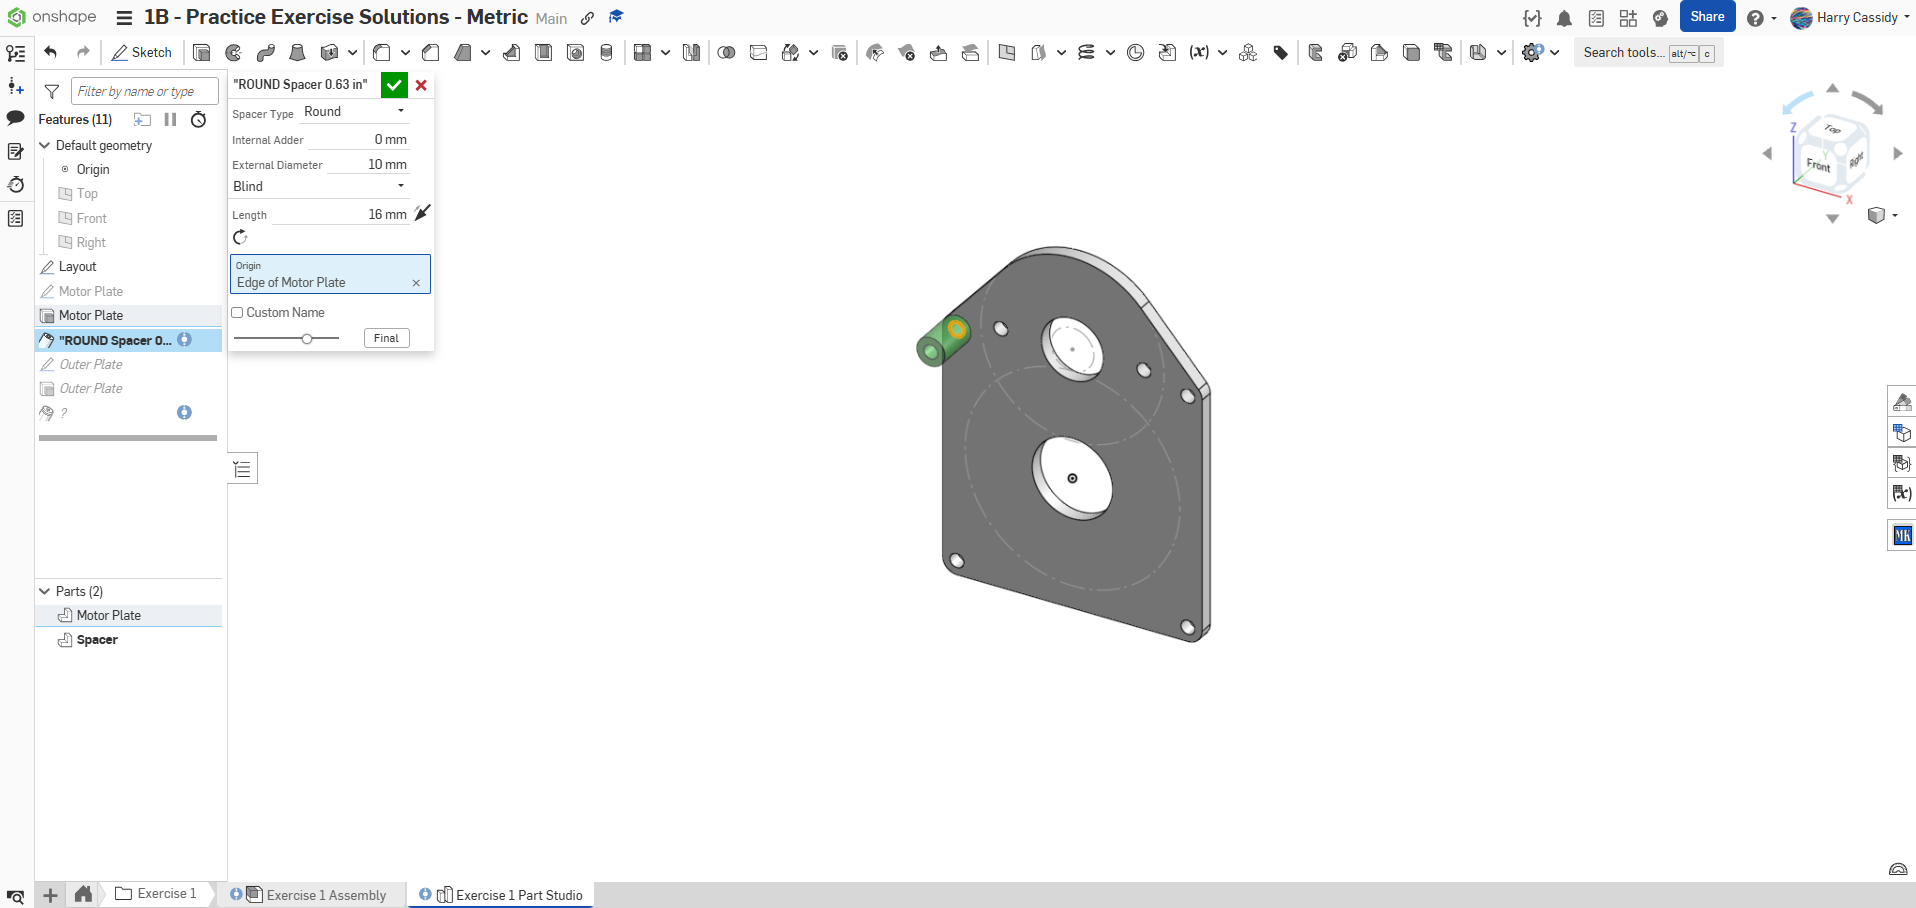 onshape
1B - Practice Exercise Solutions - Metric Main
Share
Harry Cassidy
Sketch
Search tools... alt/⌥ c
Filter by name or type
Features (11)
Default geometry
Origin
Top
Front
Right
Layout
Motor Plate
Motor Plate
"ROUND Spacer 0...
Outer Plate
Outer Plate
?
Parts (2)
Motor Plate
Spacer
"ROUND Spacer 0.63 in"
Spacer Type Round
Internal Adder 0 mm
External Diameter 10 mm
Blind
Length 16 mm
Origin
Edge of Motor Plate
Custom Name
Final
Z
Top
Y
Front
Right
X
(x)
(x)
MK
Exercise 1
Exercise 1 Assembly
Exercise 1 Part Studio